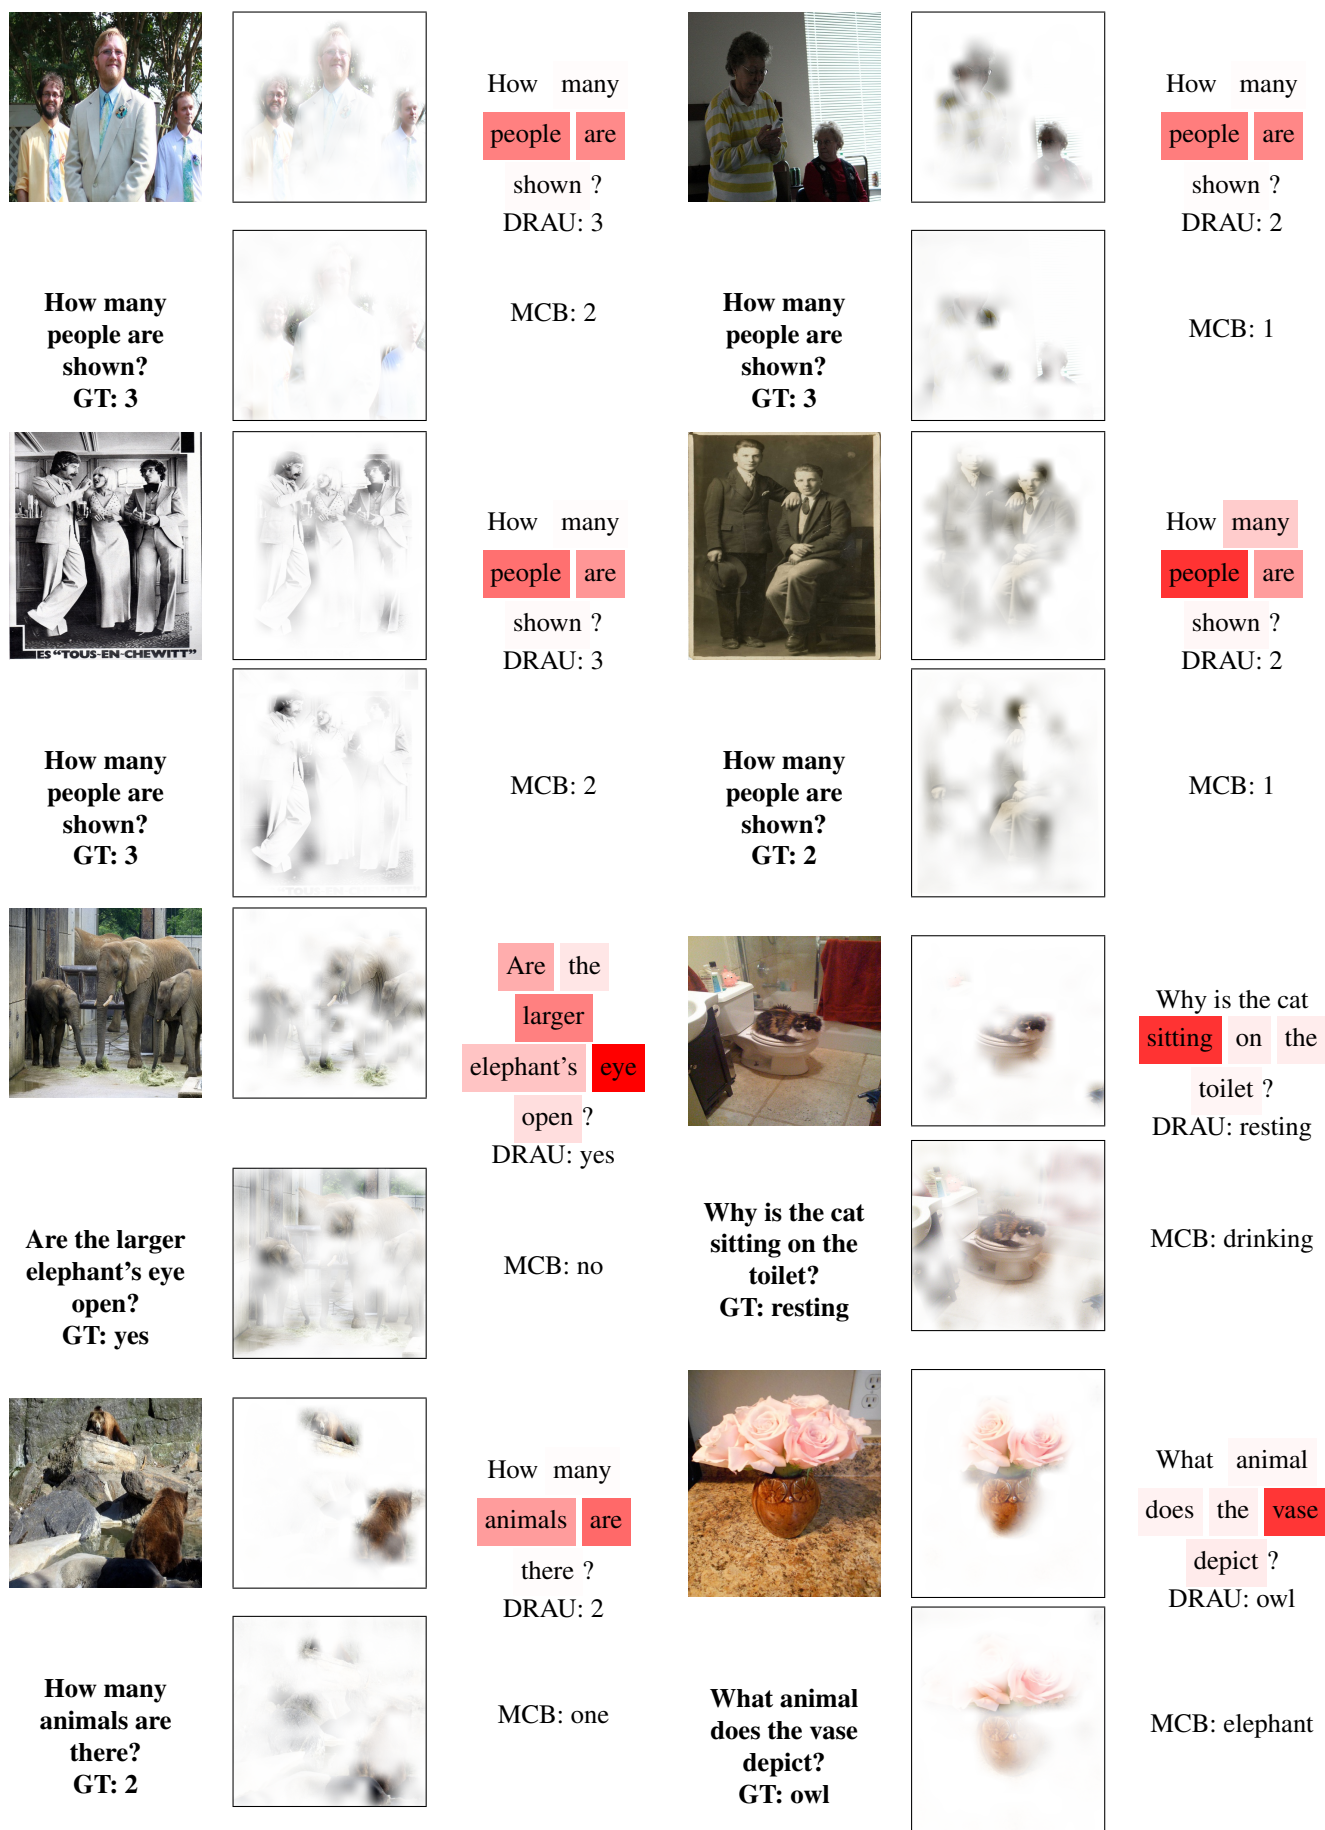 How many
people are
shown ?
DRAU: 3
How many
people are
shown?
GT: 3
MCB: 2
How many
people are
shown ?
DRAU: 2
How many
people are
shown?
GT: 3
MCB: 1
ES “TOUS-EN-CHEWITT”
How many
people are
shown ?
DRAU: 3
How many
people are
shown?
GT: 3
MCB: 2
How many
people are
shown ?
DRAU: 2
How many
people are
shown?
GT: 2
MCB: 1
Are the
larger
elephant's eye
open ?
DRAU: yes
Are the larger
elephant's eye
open?
GT: yes
MCB: no
Why is the cat
sitting on the
toilet ?
DRAU: resting
Why is the cat
sitting on the
toilet?
GT: resting
MCB: drinking
How many
animals are
there ?
DRAU: 2
How many
animals are
there?
GT: 2
MCB: one
What animal
does the vase
depict ?
DRAU: owl
What animal
does the vase
depict?
GT: owl
MCB: elephant